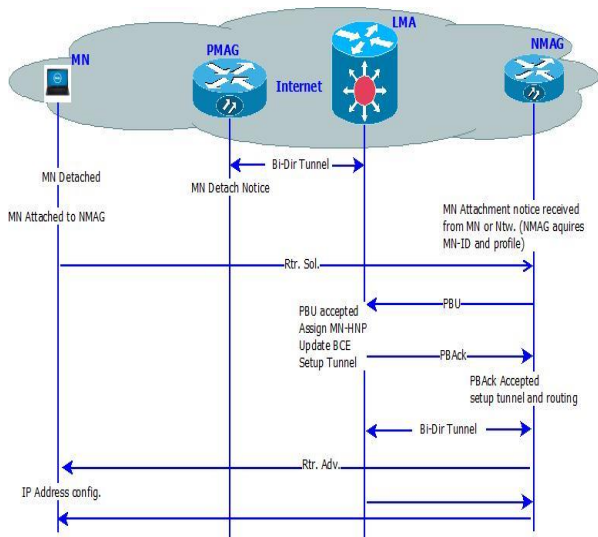 LMA
MN
PMAG
NMAG
Internet
Bi-Dir Tunnel
MN Detached
MN Detach Notice
MN Attached to NMAG
MN Attachment notice received
from MN or Ntw. (NMAG aquires
MN-ID and profile)
Rtr. Sol.
PBU
PBU accepted
Assign MN-HNP
Update BCE
Setup Tunnel
PBAck
PBAck Accepted
setup tunnel and routing
Bi-Dir Tunnel
Rtr. Adv.
IP Address config.